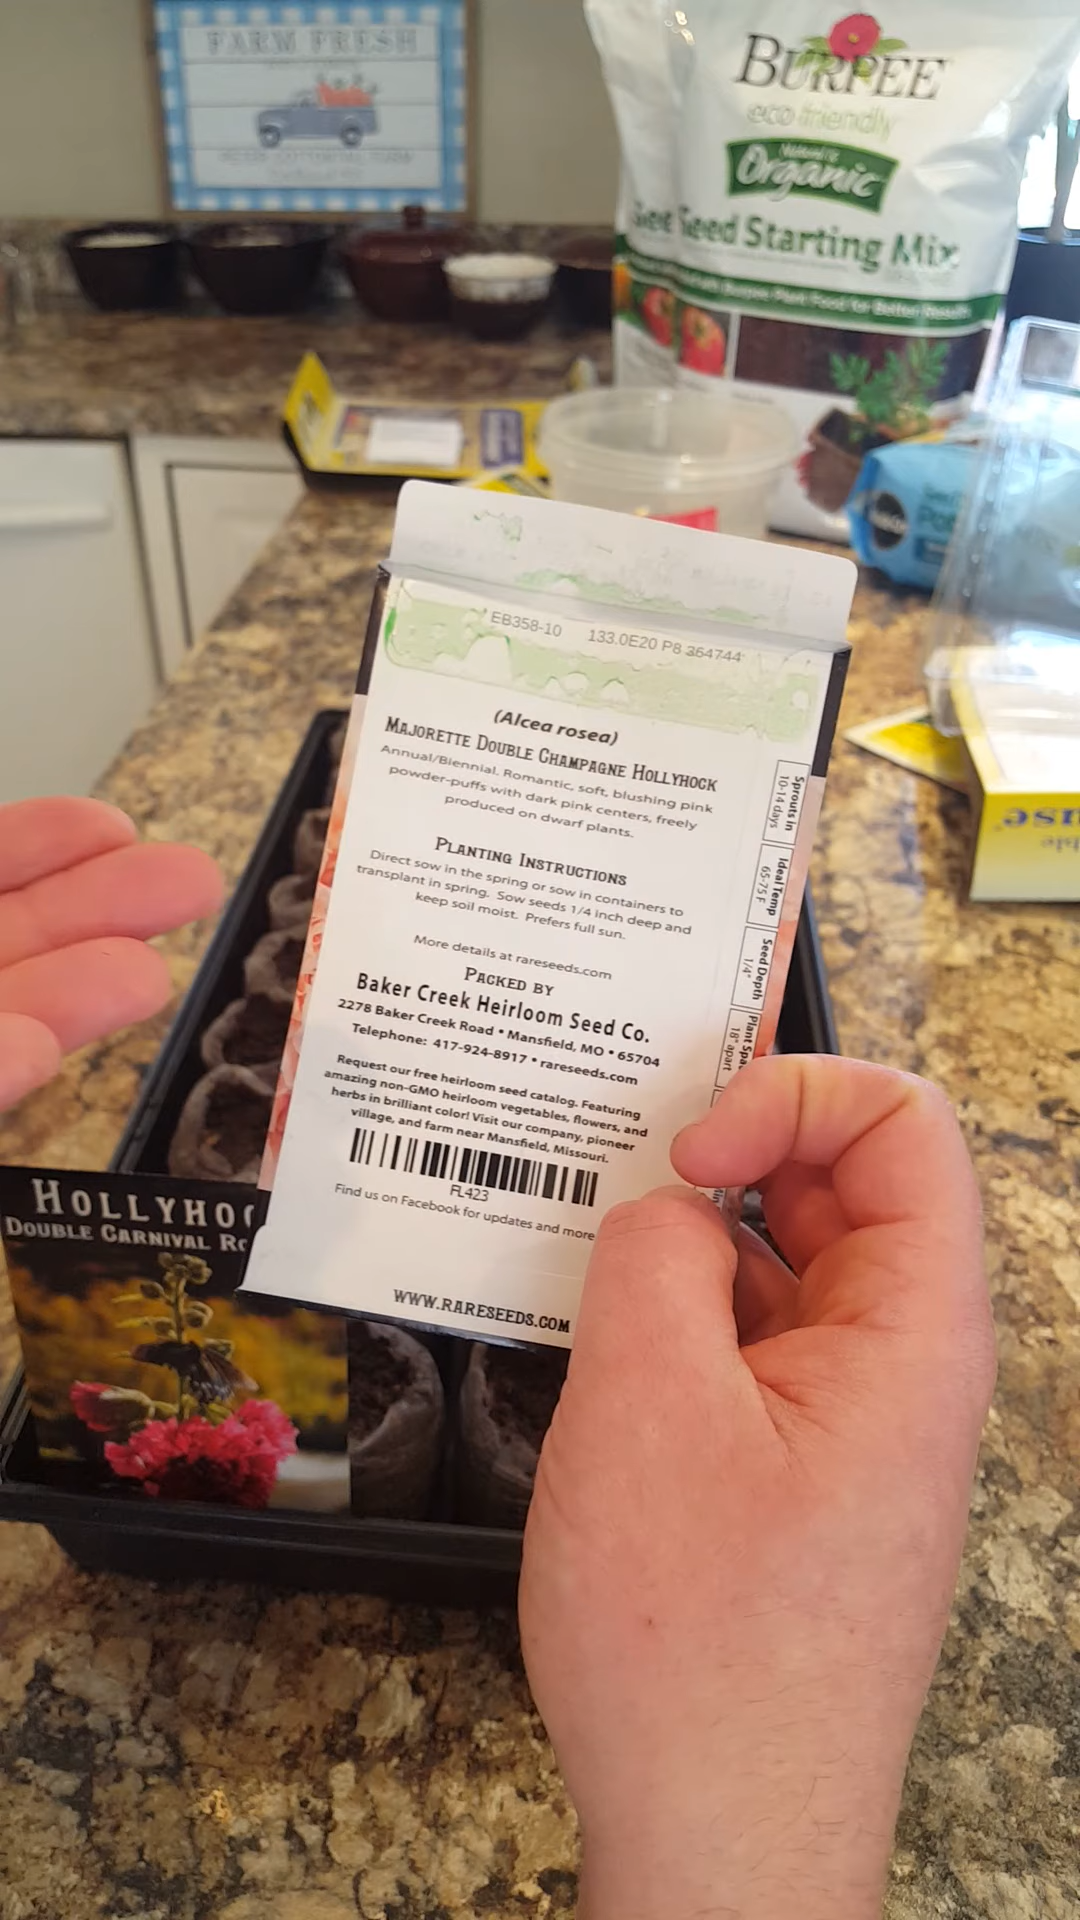 FARM FRESH
BURPEE
eco friendly
Natural &
Organic
Seed Starting Mix
EB358-10 133.0E20 P8 364744
(Alcea rosea)
MAJORETTE DOUBLE CHAMPAGNE HOLLYHOCK
Annual/Biennial. Romantic, soft, blushing pink
powder-puffs with dark pink centers, freely
produced on dwarf plants.
PLANTING INSTRUCTIONS
Direct sow in the spring or sow in containers to
transplant in spring. Sow seeds 1/4 inch deep and
keep soil moist. Prefers full sun.
More details at rareseeds.com
PACKED BY
Baker Creek Heirloom Seed Co.
2278 Baker Creek Road • Mansfield, MO • 65704
Telephone: 417-924-8917 • rareseeds.com
Request our free heirloom seed catalog. Featuring
amazing non-GMO heirloom vegetables, flowers, and
herbs in brilliant color! Visit our company, pioneer
village, and farm near Mansfield, Missouri.
FL423
Find us on Facebook for updates and more
WWW.RARESEEDS.COM
Sprouts in
10-14 days
Ideal Temp
65-75 F
Seed Depth
1/4"
Plant Spa
18" apart
HOLLYHOC
DOUBLE CARNIVAL RO